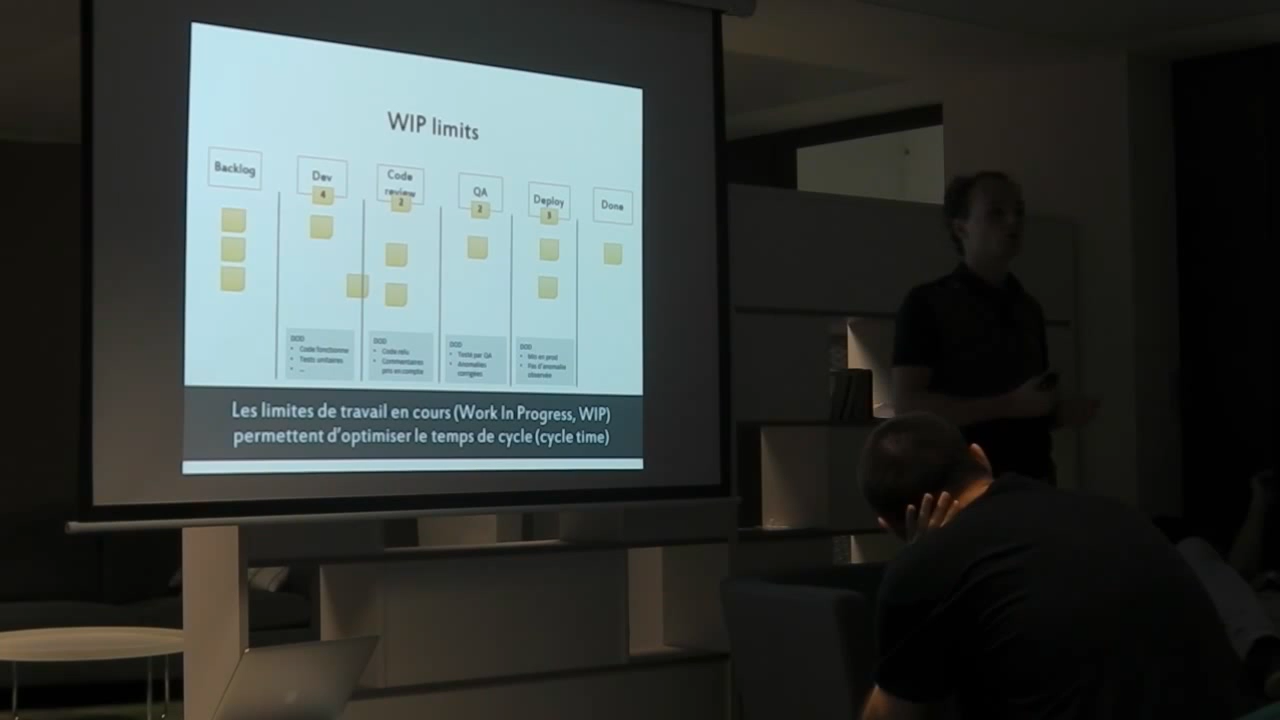 WIP limits
Backlog
Dev
4
Code
review
2
QA
2
Deploy
3
Done
DOD
• Code fonctionne
• Tests unitaires
• ...
DOD
• Code relu
• Commentaires
pris en compte
DOD
• Testé par QA
• Anomalies
corrigées
DOD
• Mis en prod
• Pas d'anomalie
observée
Les limites de travail en cours (Work In Progress, WIP)
permettent d'optimiser le temps de cycle (cycle time)